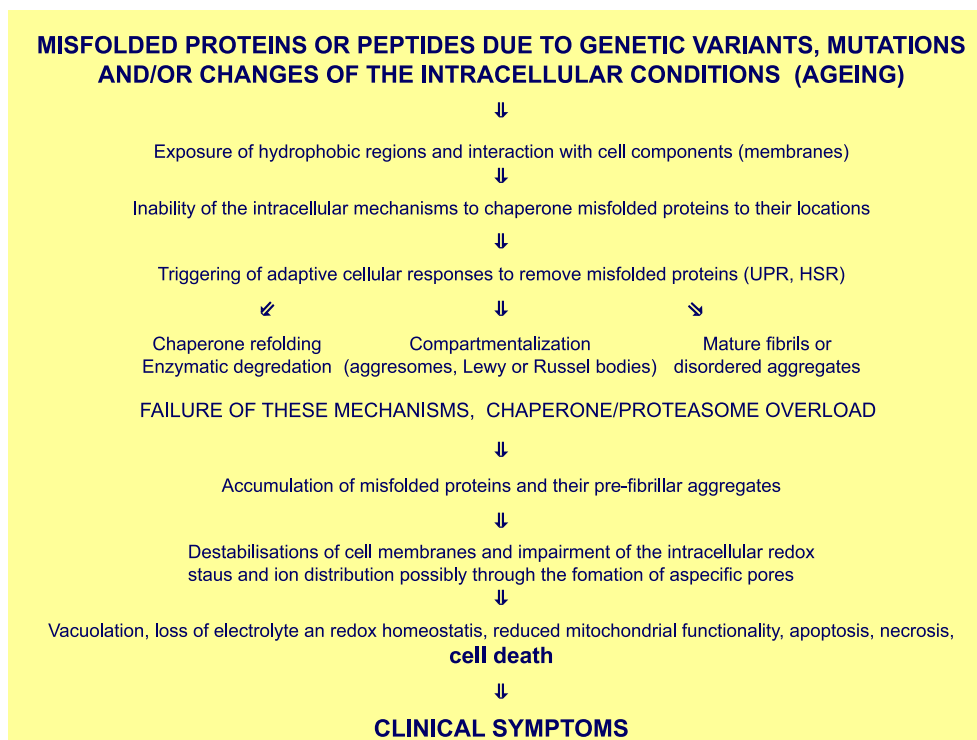 MISFOLDED PROTEINS OR PEPTIDES DUE TO GENETIC VARIANTS, MUTATIONS
AND/OR CHANGES OF THE INTRACELLULAR CONDITIONS (AGEING)
⇓
Exposure of hydrophobic regions and interaction with cell components (membranes)
⇓
Inability of the intracellular mechanisms to chaperone misfolded proteins to their locations
⇓
Triggering of adaptive cellular responses to remove misfolded proteins (UPR, HSR)
⇙ ⇓ ⇘
Chaperone refolding Compartmentalization Mature fibrils or
Enzymatic degredation (aggresomes, Lewy or Russel bodies) disordered aggregates
FAILURE OF THESE MECHANISMS, CHAPERONE/PROTEASOME OVERLOAD
⇓
Accumulation of misfolded proteins and their pre-fibrillar aggregates
⇓
Destabilisations of cell membranes and impairment of the intracellular redox
staus and ion distribution possibly through the fomation of aspecific pores
⇓
Vacuolation, loss of electrolyte an redox homeostatis, reduced mitochondrial functionality, apoptosis, necrosis,
cell death
⇓
CLINICAL SYMPTOMS